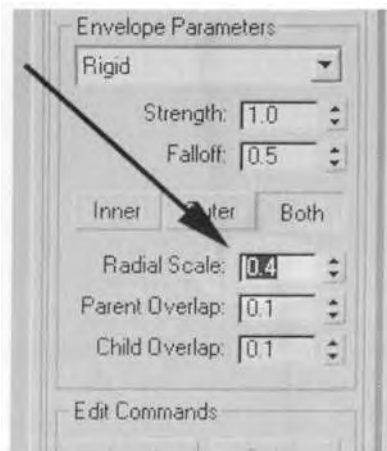 Envelope Parameters
Rigid
Strength: 1.0
Falloff: 0.5
Inner Outer Both
Radial Scale: 0.4
Parent Overlap: 0.1
Child Overlap: 0.1
Edit Commands